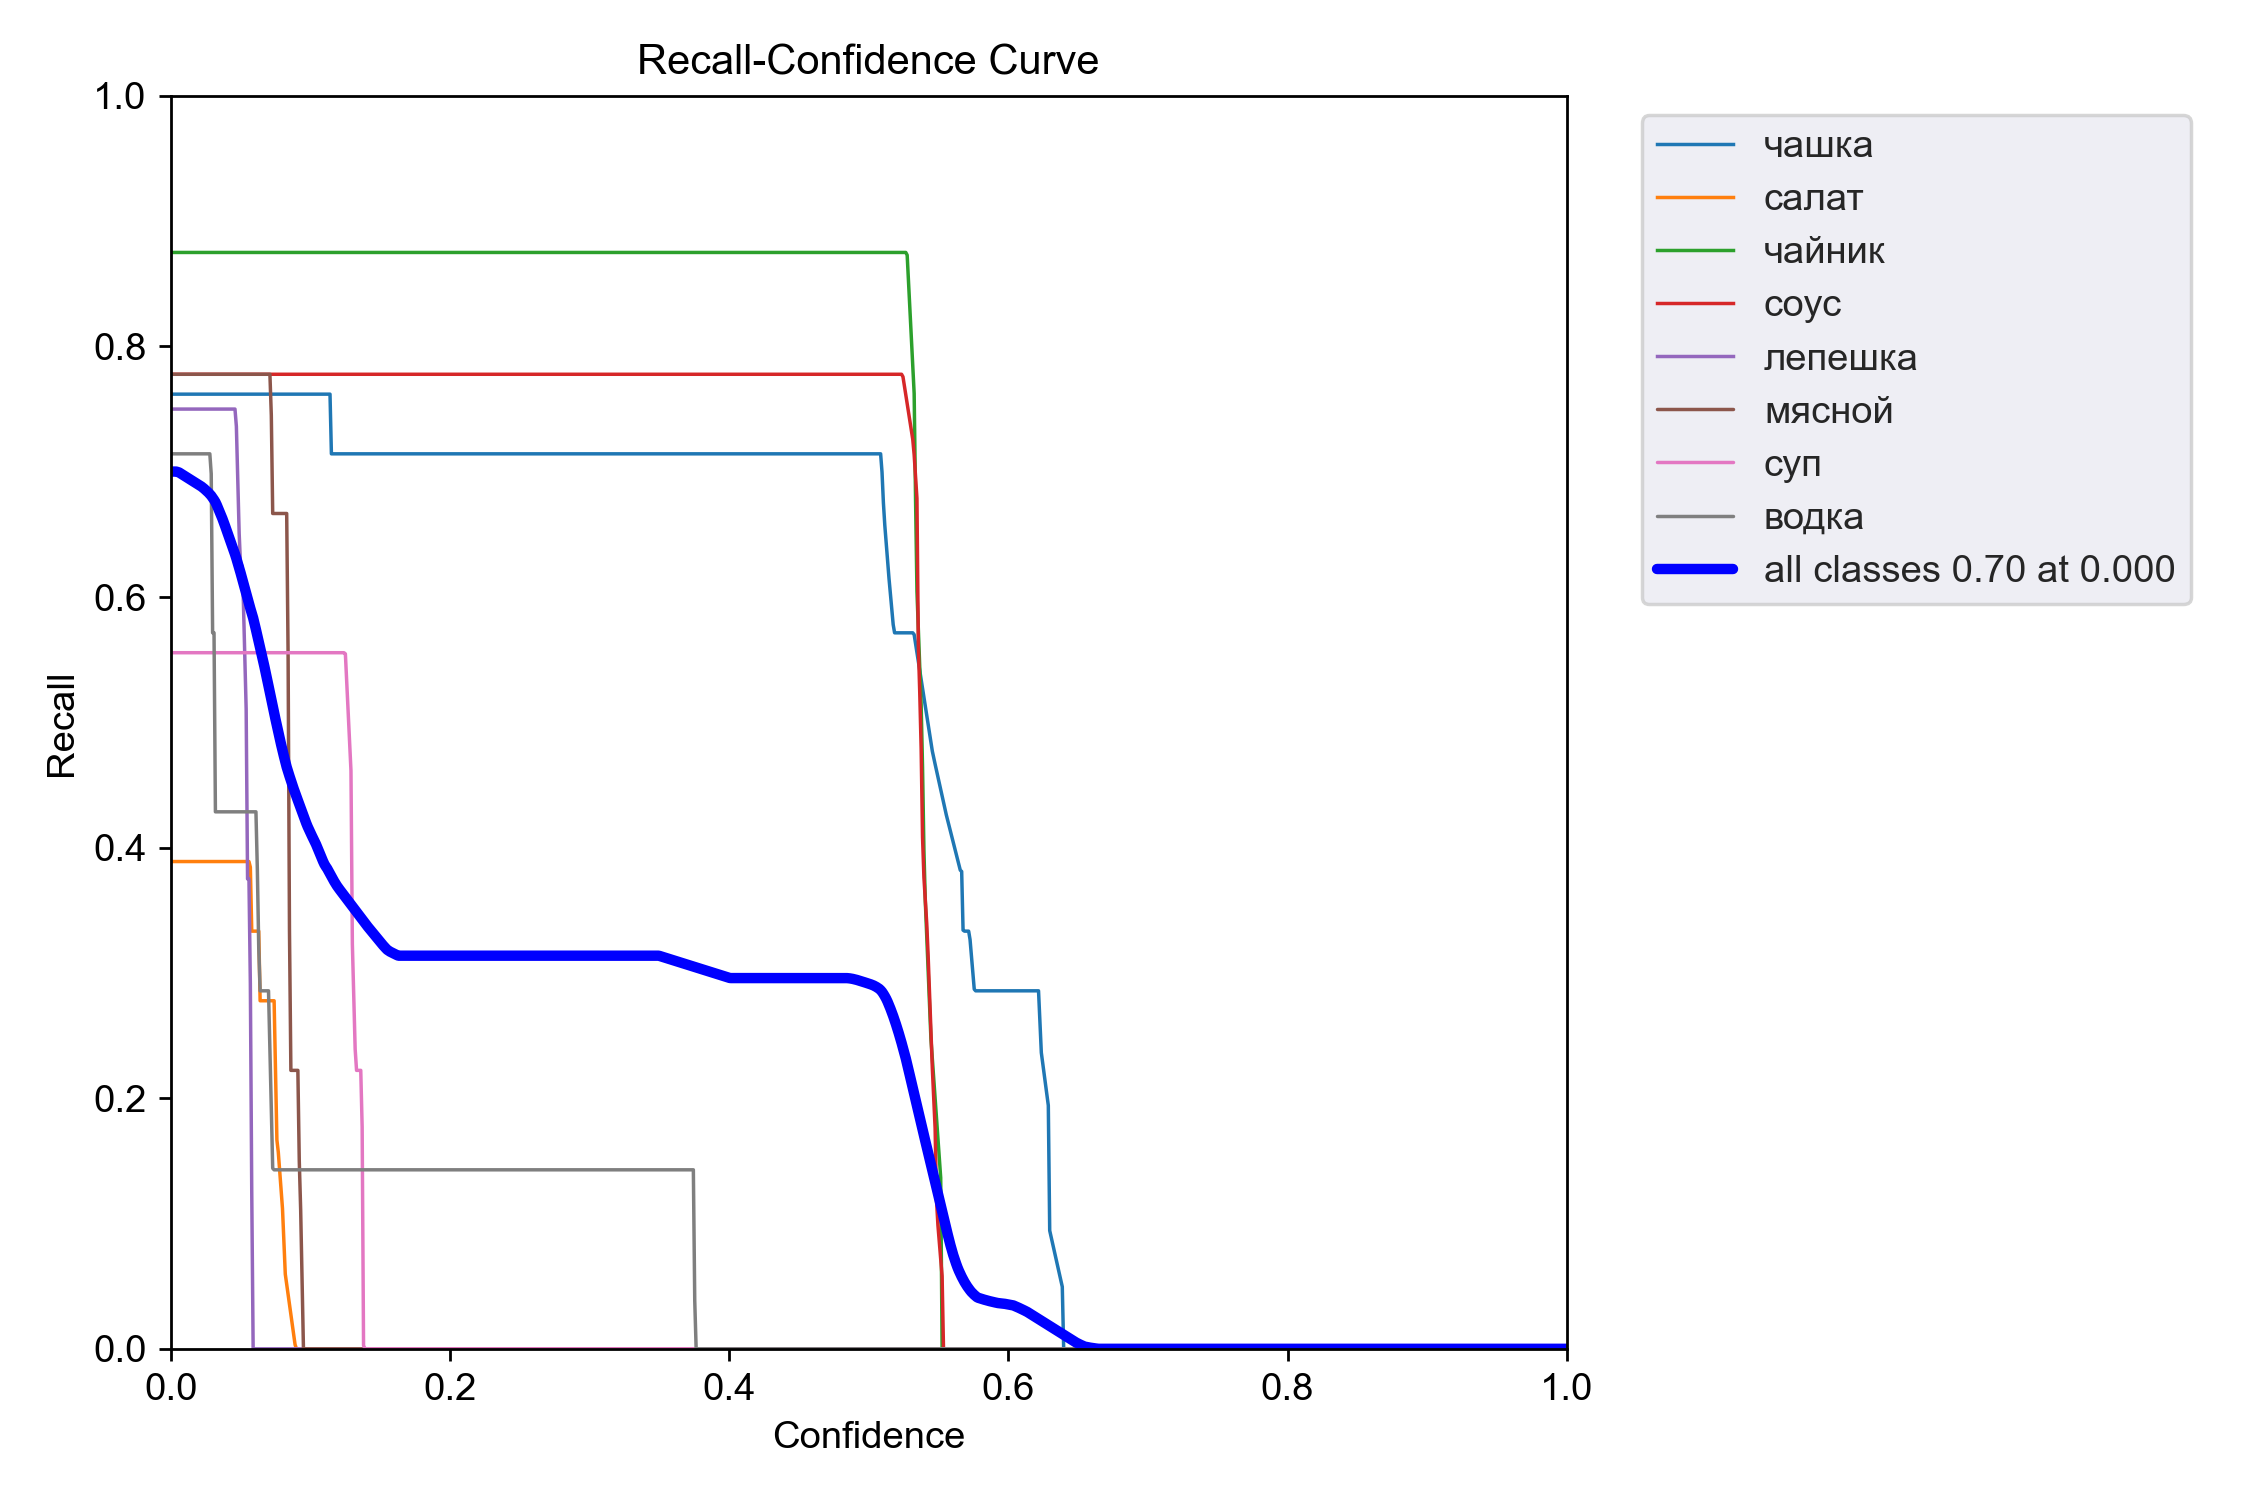 Recall-Confidence Curve
1.0
0.8
0.6
0.4
0.2
0.0
Recall
0.0 0.2 0.4 0.6 0.8 1.0
Confidence
чашка
салат
чайник
соус
лепешка
мясной
суп
водка
all classes 0.70 at 0.000